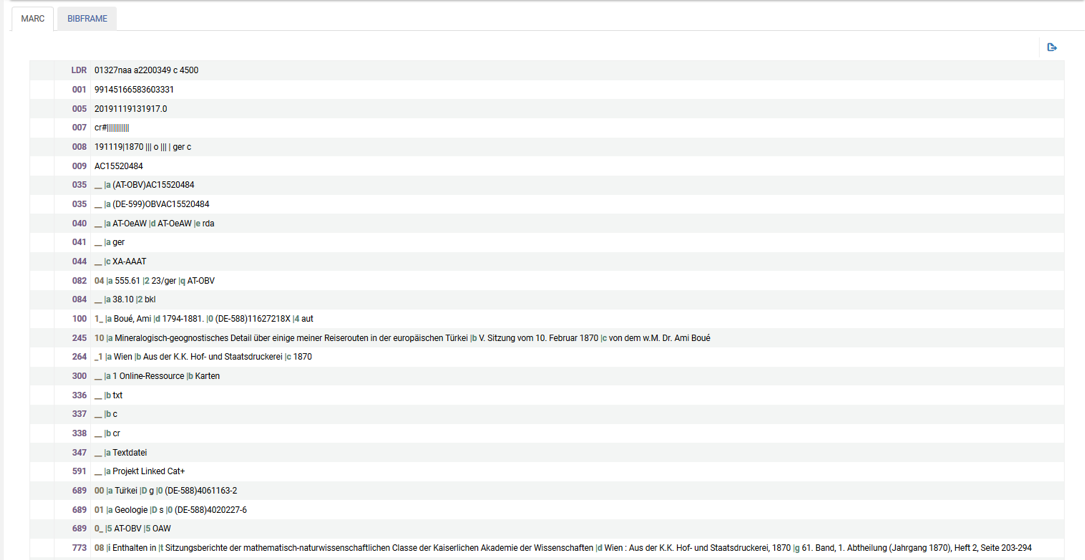 MARC BIBFRAME
LDR 01327naa a2200349 c 4500
001 99145166583603331
005 20191119131917.0
007 cr#|||||||||||
008 191119|1870 ||| o ||| | ger c
009 AC15520484
035 __ |a (AT-OBV)AC15520484
035 __ |a (DE-599)OBVAC15520484
040 __ |a AT-OeAW |d AT-OeAW |e rda
041 __ |a ger
044 __ |c XA-AAAT
082 04 |a 555.61 |2 23/ger |q AT-OBV
084 __ |a 38.10 |2 bkl
100 1_ |a Boué, Ami |d 1794-1881. |0 (DE-588)11627218X |4 aut
245 10 |a Mineralogisch-geognostisches Detail über einige meiner Reiserouten in der europäischen Türkei |b V. Sitzung vom 10. Februar 1870 |c von dem w.M. Dr. Ami Boué
264 _1 |a Wien |b Aus der K.K. Hof- und Staatsdruckerei |c 1870
300 __ |a 1 Online-Ressource |b Karten
336 __ |b txt
337 __ |b c
338 __ |b cr
347 __ |a Textdatei
591 __ |a Projekt Linked Cat+
689 00 |a Türkei |D g |0 (DE-588)4061163-2
689 01 |a Geologie |D s |0 (DE-588)4020227-6
689 0_ |5 AT-OBV |5 OAW
773 08 |i Enthalten in |t Sitzungsberichte der mathematisch-naturwissenschaftlichen Classe der Kaiserlichen Akademie der Wissenschaften |d Wien : Aus der K.K. Hof- und Staatsdruckerei, 1870 |g 61. Band, 1. Abtheilung (Jahrgang 1870), Heft 2, Seite 203-294